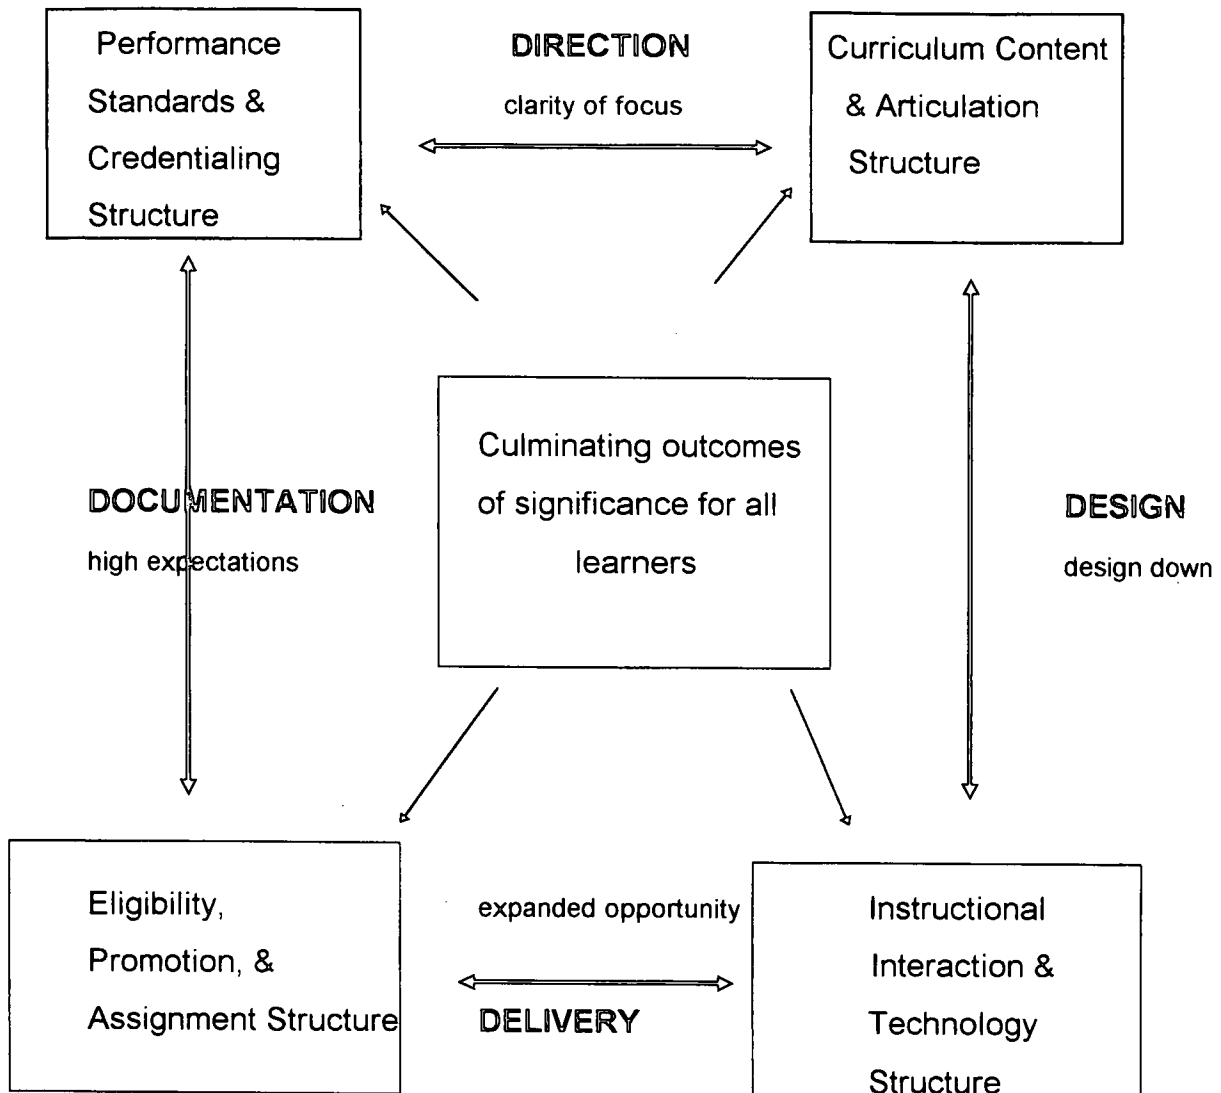 Performance
Standards &
Credentialing
Structure
DIRECTION
clarity of focus
Curriculum Content
& Articulation
Structure
DOCUMENTATION
high expectations
Culminating outcomes
of significance for all
learners
DESIGN
design down
Eligibility,
Promotion, &
Assignment Structure
expanded opportunity
DELIVERY
Instructional
Interaction &
Technology
Structure